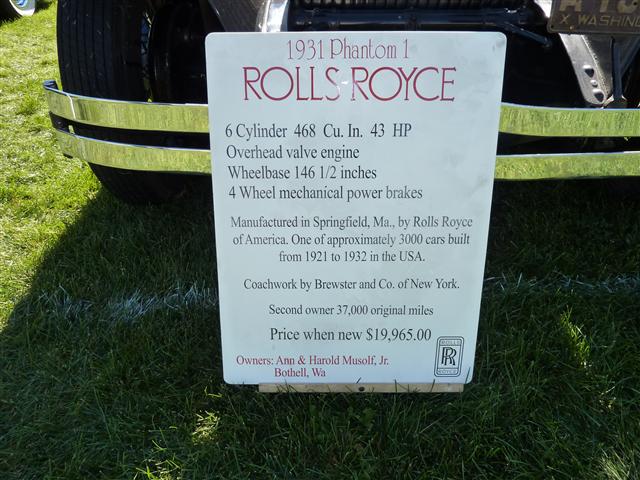 X WASHING
1931 Phantom 1
ROLLS ROYCE
6 Cylinder 468 Cu. In. 43 HP
Overhead valve engine
Wheelbase 146 1/2 inches
4 Wheel mechanical power brakes
Manufactured in Springfield, Ma., by Rolls Royce
of America. One of approximately 3000 cars built
from 1921 to 1932 in the USA.
Coachwork by Brewster and Co. of New York.
Second owner 37,000 original miles
Price when new $19,965.00
Owners: Ann & Harold Musolf, Jr.
Bothell, Wa
ROLLS
RR
ROYCE